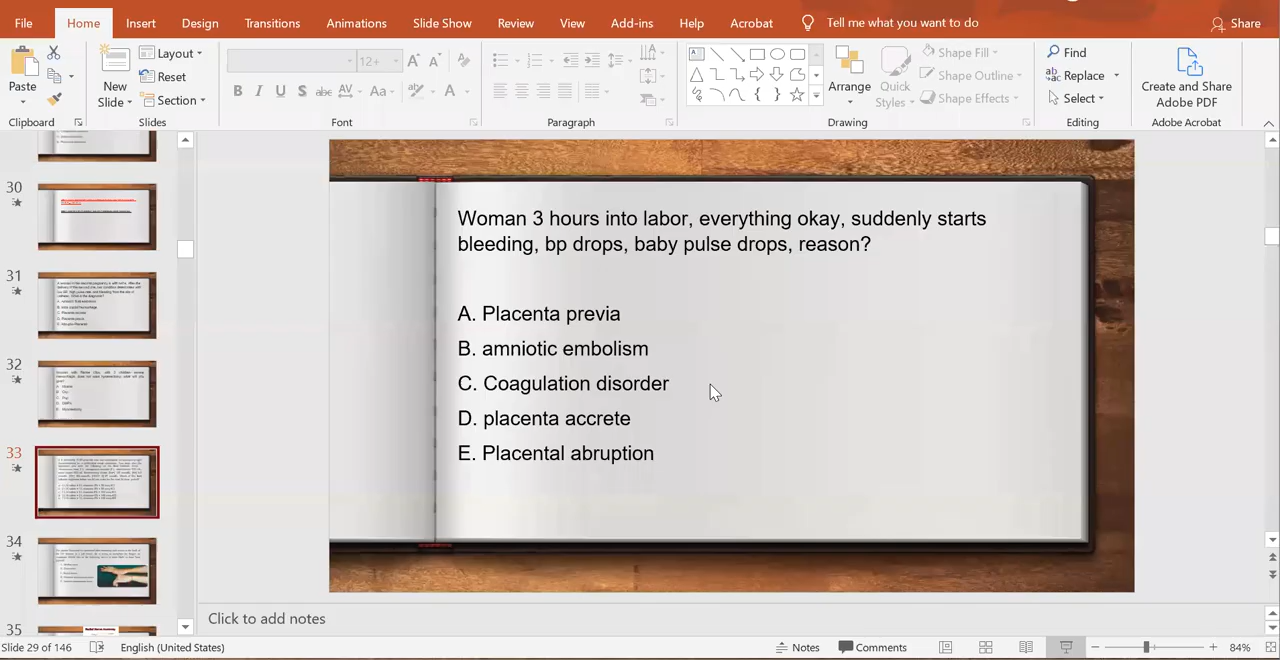 File Home Insert Design Transitions Animations Slide Show Review View Add-ins Help Acrobat Tell me what you want to do Share
Paste
Clipboard
New
Slide
Layout
Reset
Section
Slides
12+
B I U S abc AV Aa A
Font
Paragraph
Arrange
Quick
Styles
Shape Fill
Shape Outline
Shape Effects
Drawing
Find
Replace
Select
Editing
Create and Share
Adobe PDF
Adobe Acrobat
30
31
32
33
34
35
Woman 3 hours into labor, everything okay, suddenly starts
bleeding, bp drops, baby pulse drops, reason?
A. Placenta previa
B. amniotic embolism
C. Coagulation disorder
D. placenta accrete
E. Placental abruption
Click to add notes
Slide 29 of 146 English (United States) Notes Comments 84%